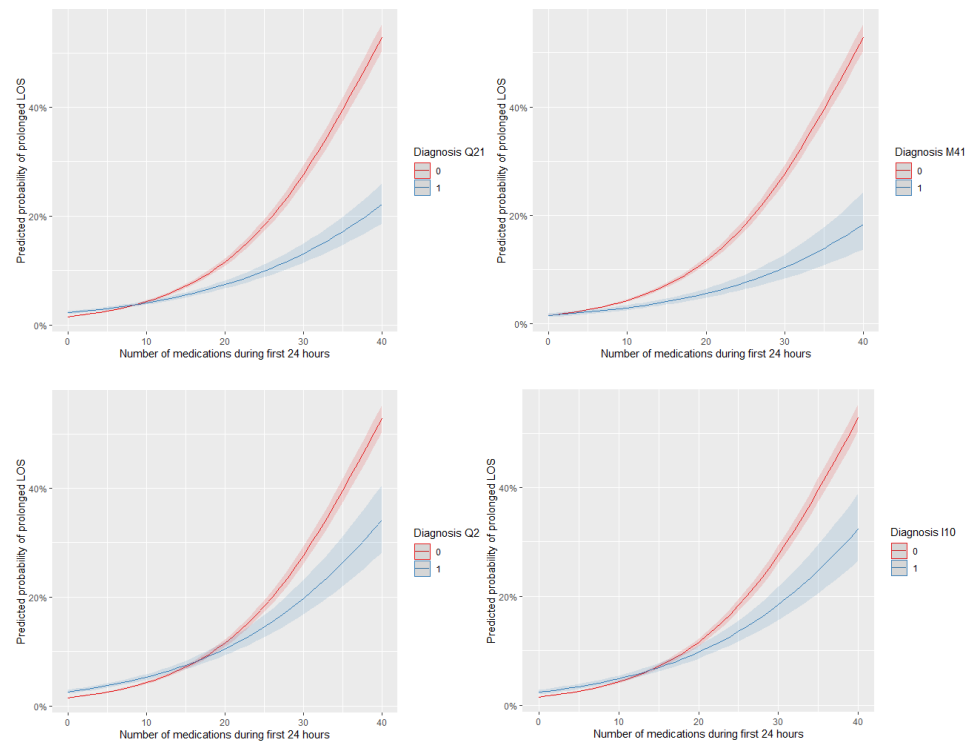 Predicted probability of prolonged LOS
40%
20%
0%
0 10 20 30 40
Number of medications during first 24 hours
Diagnosis Q21
0
1
Predicted probability of prolonged LOS
40%
20%
0%
0 10 20 30 40
Number of medications during first 24 hours
Diagnosis M41
0
1
Predicted probability of prolonged LOS
40%
20%
0%
0 10 20 30 40
Number of medications during first 24 hours
Diagnosis Q2
0
1
Predicted probability of prolonged LOS
40%
20%
0%
0 10 20 30 40
Number of medications during first 24 hours
Diagnosis I10
0
1